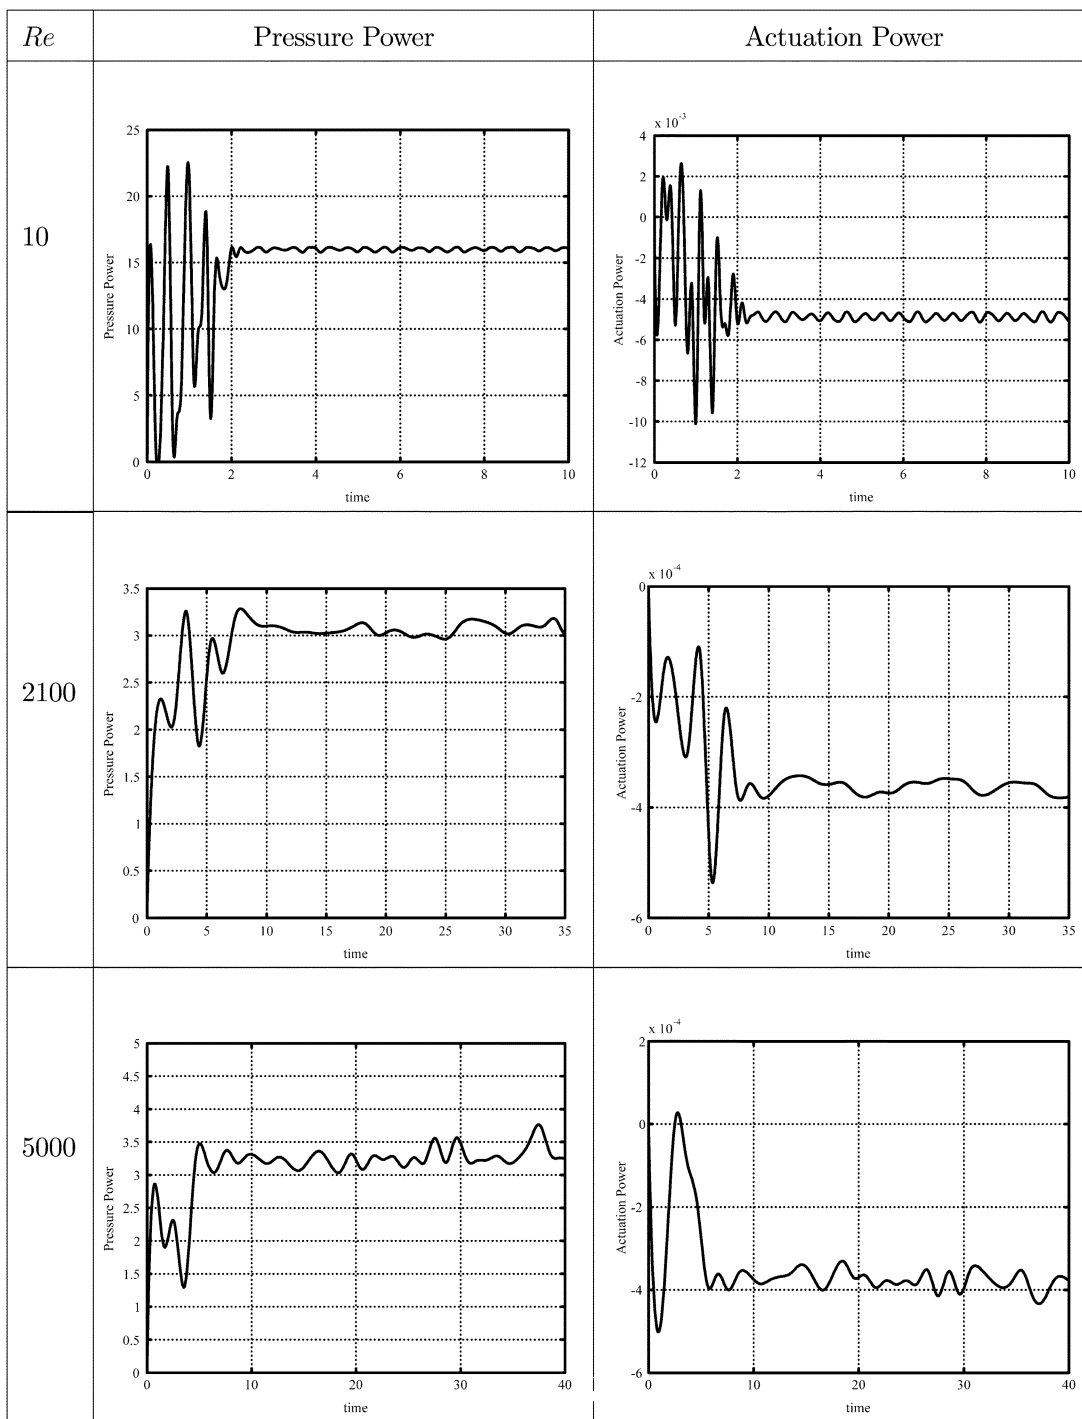 Re Pressure Power Actuation Power
10
25
20
15
10
5
0
0 2 4 6 8 10
Pressure Power
time
x 10-3
4
2
0
-2
-4
-6
-8
-10
-12
0 2 4 6 8 10
Actuation Power
time
2100
3.5
3
2.5
2
1.5
1
0.5
0
0 5 10 15 20 25 30 35
Pressure Power
time
x 10-4
0
-2
-4
-6
0 5 10 15 20 25 30 35
Actuation Power
time
5000
5
4.5
4
3.5
3
2.5
2
1.5
1
0.5
0
0 10 20 30 40
Pressure Power
time
x 10-4
2
0
-2
-4
-6
0 10 20 30 40
Actuation Power
time